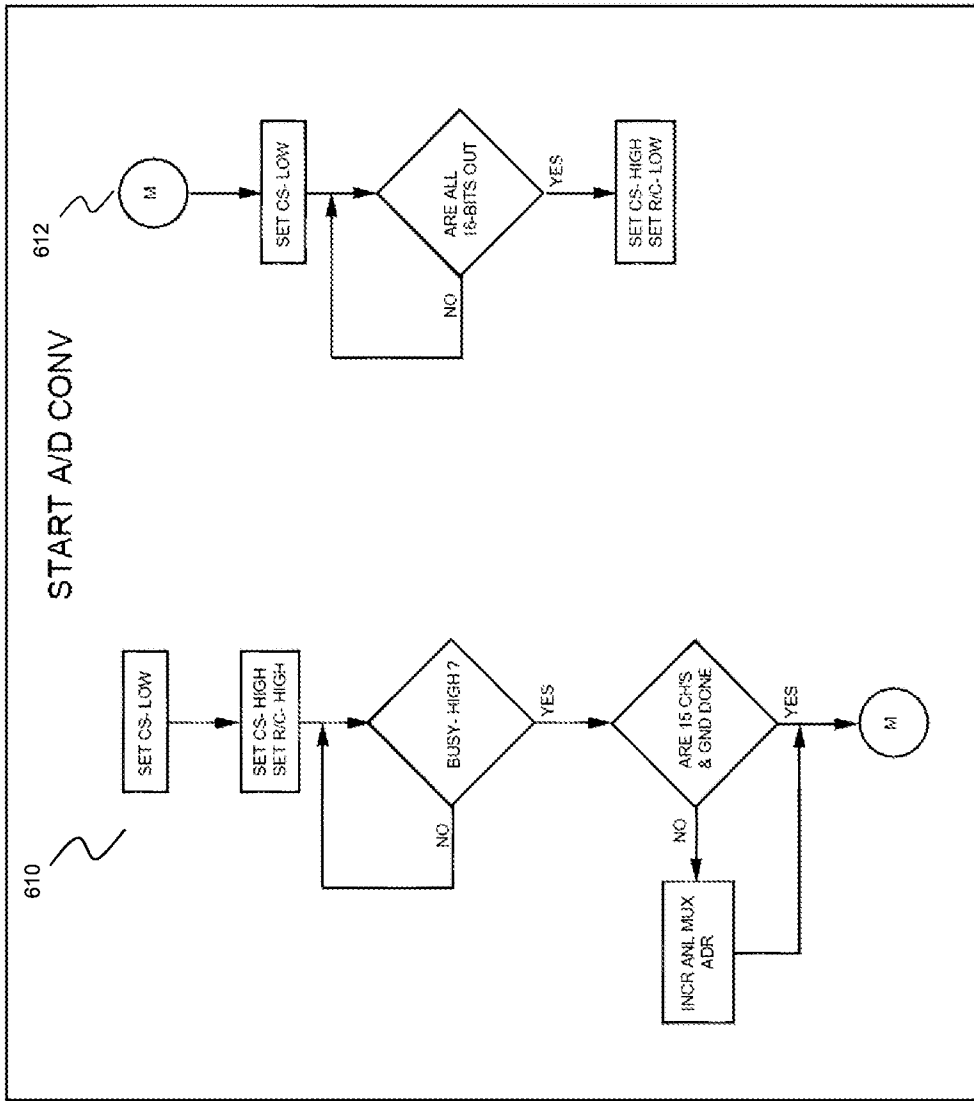 START A/D CONV
610
SET CS- LOW
SET CS- HIGH
SET R/C- HIGH
BUSY- HIGH ?
NO
YES
ARE 15 CH'S
& GND DONE
NO
YES
INCR ANL MUX
ADR
M
612
M
SET CS- LOW
ARE ALL
16-BITS OUT
NO
YES
SET CS- HIGH
SET R/C- LOW